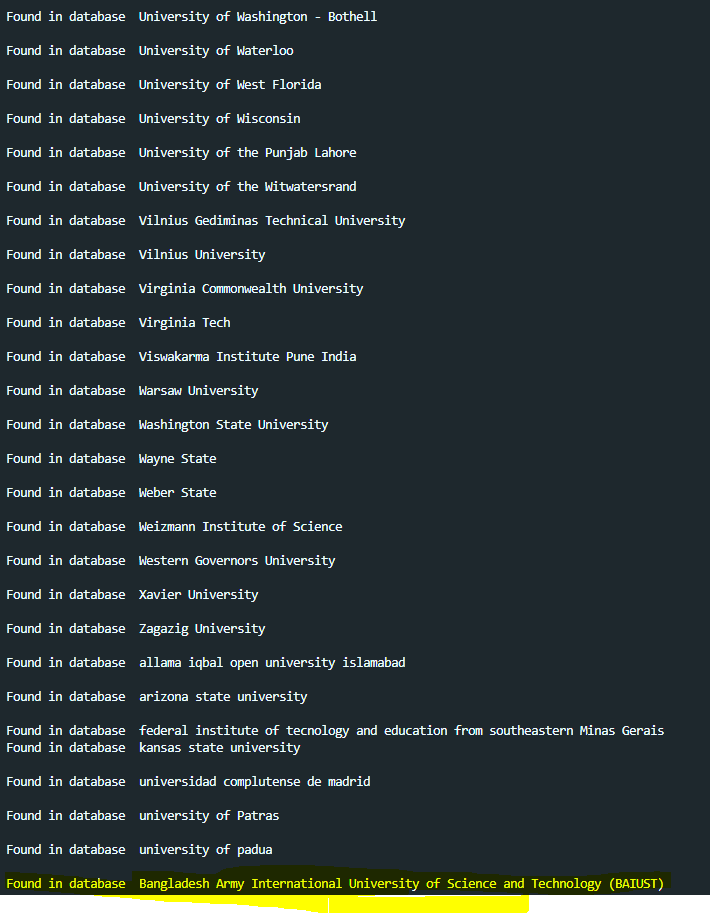 Found in database  University of Washington - Bothell
Found in database  University of Waterloo
Found in database  University of West Florida
Found in database  University of Wisconsin
Found in database  University of the Punjab Lahore
Found in database  University of the Witwatersrand
Found in database  Vilnius Gediminas Technical University
Found in database  Vilnius University
Found in database  Virginia Commonwealth University
Found in database  Virginia Tech
Found in database  Viswakarma Institute Pune India
Found in database  Warsaw University
Found in database  Washington State University
Found in database  Wayne State
Found in database  Weber State
Found in database  Weizmann Institute of Science
Found in database  Western Governors University
Found in database  Xavier University
Found in database  Zagazig University
Found in database  allama iqbal open university islamabad
Found in database  arizona state university
Found in database  federal institute of tecnology and education from southeastern Minas Gerais
Found in database  kansas state university
Found in database  universidad complutense de madrid
Found in database  university of Patras
Found in database  university of padua
Found in database  Bangladesh Army International University of Science and Technology (BAIUST)